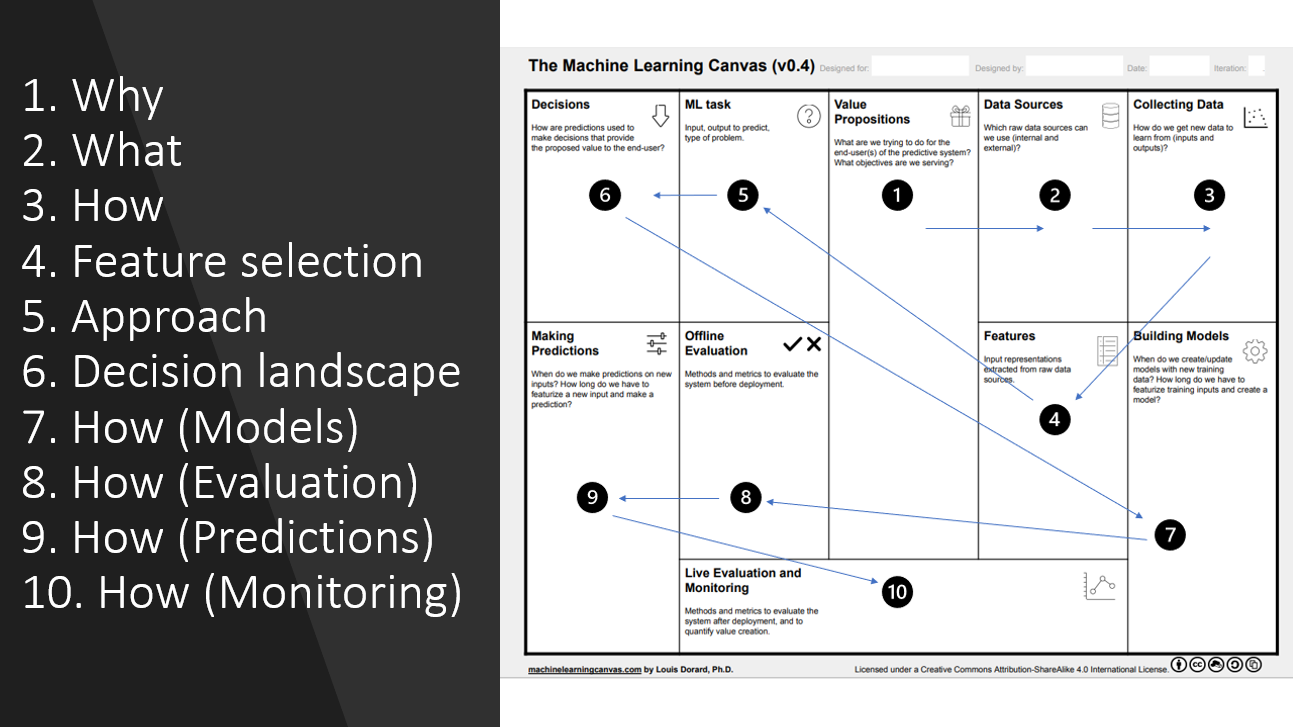 1. Why
2. What
3. How
4. Feature selection
5. Approach
6. Decision landscape
7. How (Models)
8. How (Evaluation)
9. How (Predictions)
10. How (Monitoring)
The Machine Learning Canvas (v0.4)
Designed for:
Designed by:
Date:
Iteration:
Decisions
How are predictions used to
make decisions that provide
the proposed value to the end-user?
6
ML task
?
Input, output to predict,
type of problem.
5
Value
Propositions
What are we trying to do for the
end-user(s) of the predictive system?
What objectives are we serving?
1
Data Sources
Which raw data sources can
we use (internal and
external)?
2
Collecting Data
How do we get new data to
learn from (inputs and
outputs)?
3
Making
Predictions
When do we make predictions on new
inputs? How long do we have to
featurize a new input and make a
prediction?
9
Offline
Evaluation
Methods and metrics to evaluate the
system before deployment.
8
Features
Input representations
extracted from raw data
sources.
4
Building Models
When do we create/update
models with new training
data? How long do we have to
featurize training inputs and create a
model?
7
Live Evaluation and
Monitoring
Methods and metrics to evaluate the
system after deployment, and to
quantify value creation.
10
machinelearningcanvas.com by Louis Dorard, Ph.D.
Licensed under a Creative Commons Attribution-ShareAlike 4.0 International License.
cc